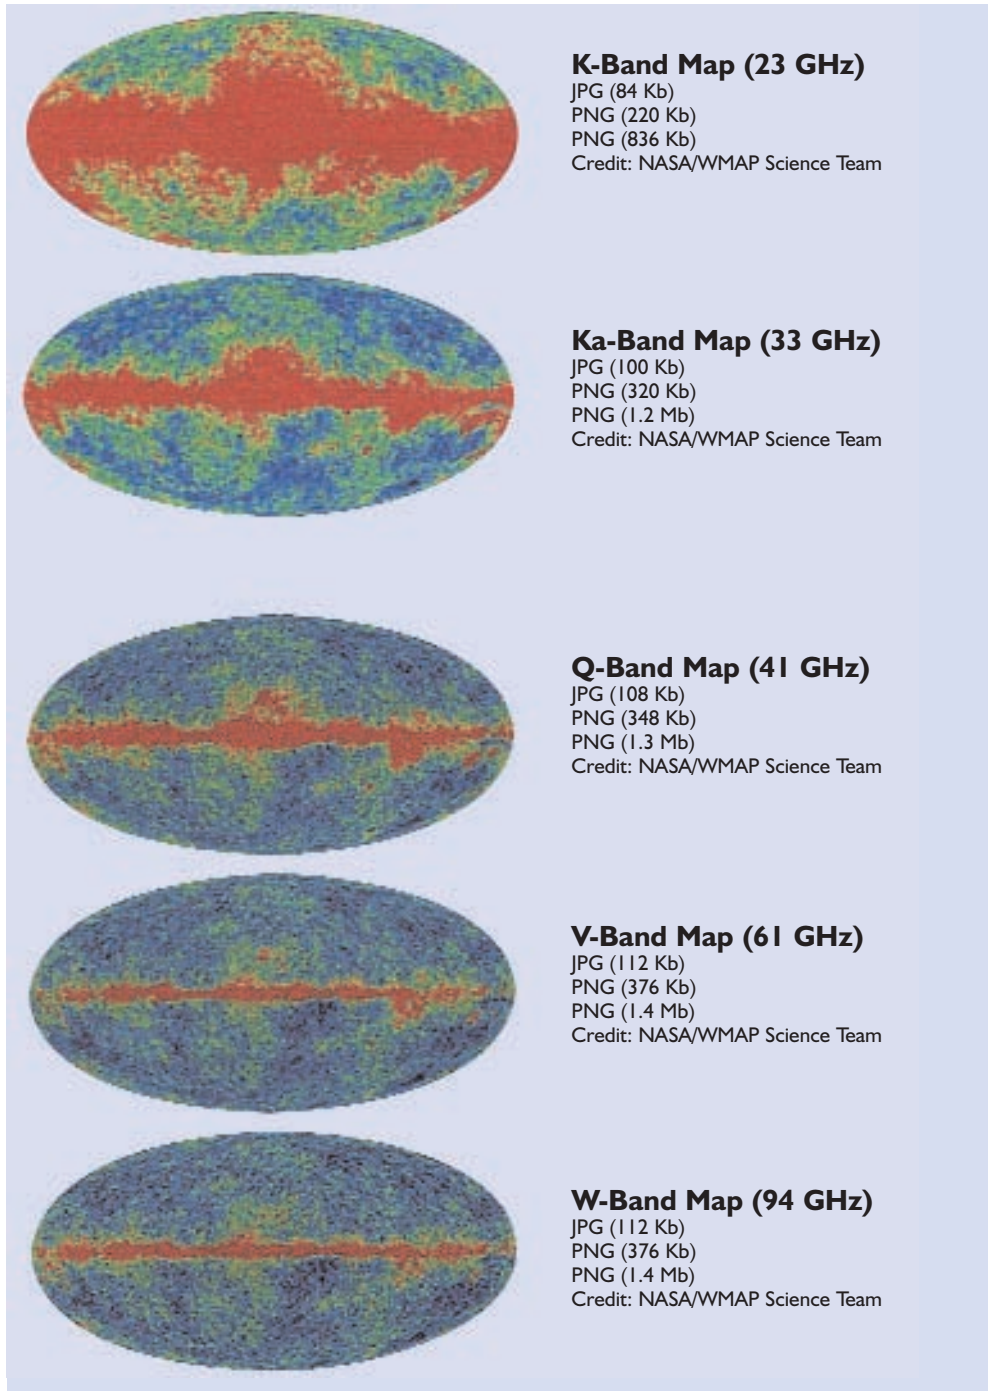 K-Band Map (23 GHz)
JPG (84 Kb)
PNG (220 Kb)
PNG (836 Kb)
Credit: NASA/WMAP Science Team
Ka-Band Map (33 GHz)
JPG (100 Kb)
PNG (320 Kb)
PNG (1.2 Mb)
Credit: NASA/WMAP Science Team
Q-Band Map (41 GHz)
JPG (108 Kb)
PNG (348 Kb)
PNG (1.3 Mb)
Credit: NASA/WMAP Science Team
V-Band Map (61 GHz)
JPG (112 Kb)
PNG (376 Kb)
PNG (1.4 Mb)
Credit: NASA/WMAP Science Team
W-Band Map (94 GHz)
JPG (112 Kb)
PNG (376 Kb)
PNG (1.4 Mb)
Credit: NASA/WMAP Science Team